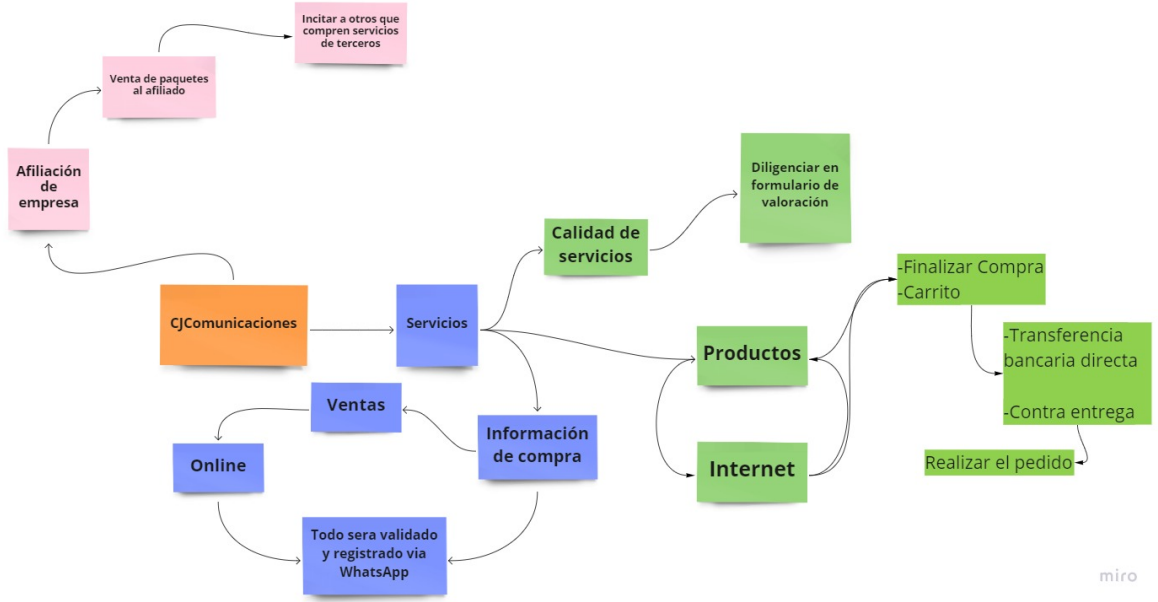 Incitar a otros que
compren servicios
de terceros
Venta de paquetes
al afiliado
Afiliación
de
empresa
Diligenciar en
formulario de
valoración
Calidad de
servicios
-Finalizar Compra
-Carrito
CJComunicaciones
Servicios
Productos
-Transferencia
bancaria directa
-Contra entrega
Ventas
Información
de compra
Online
Internet
Realizar el pedido
Todo sera validado
y registrado via
WhatsApp
miro